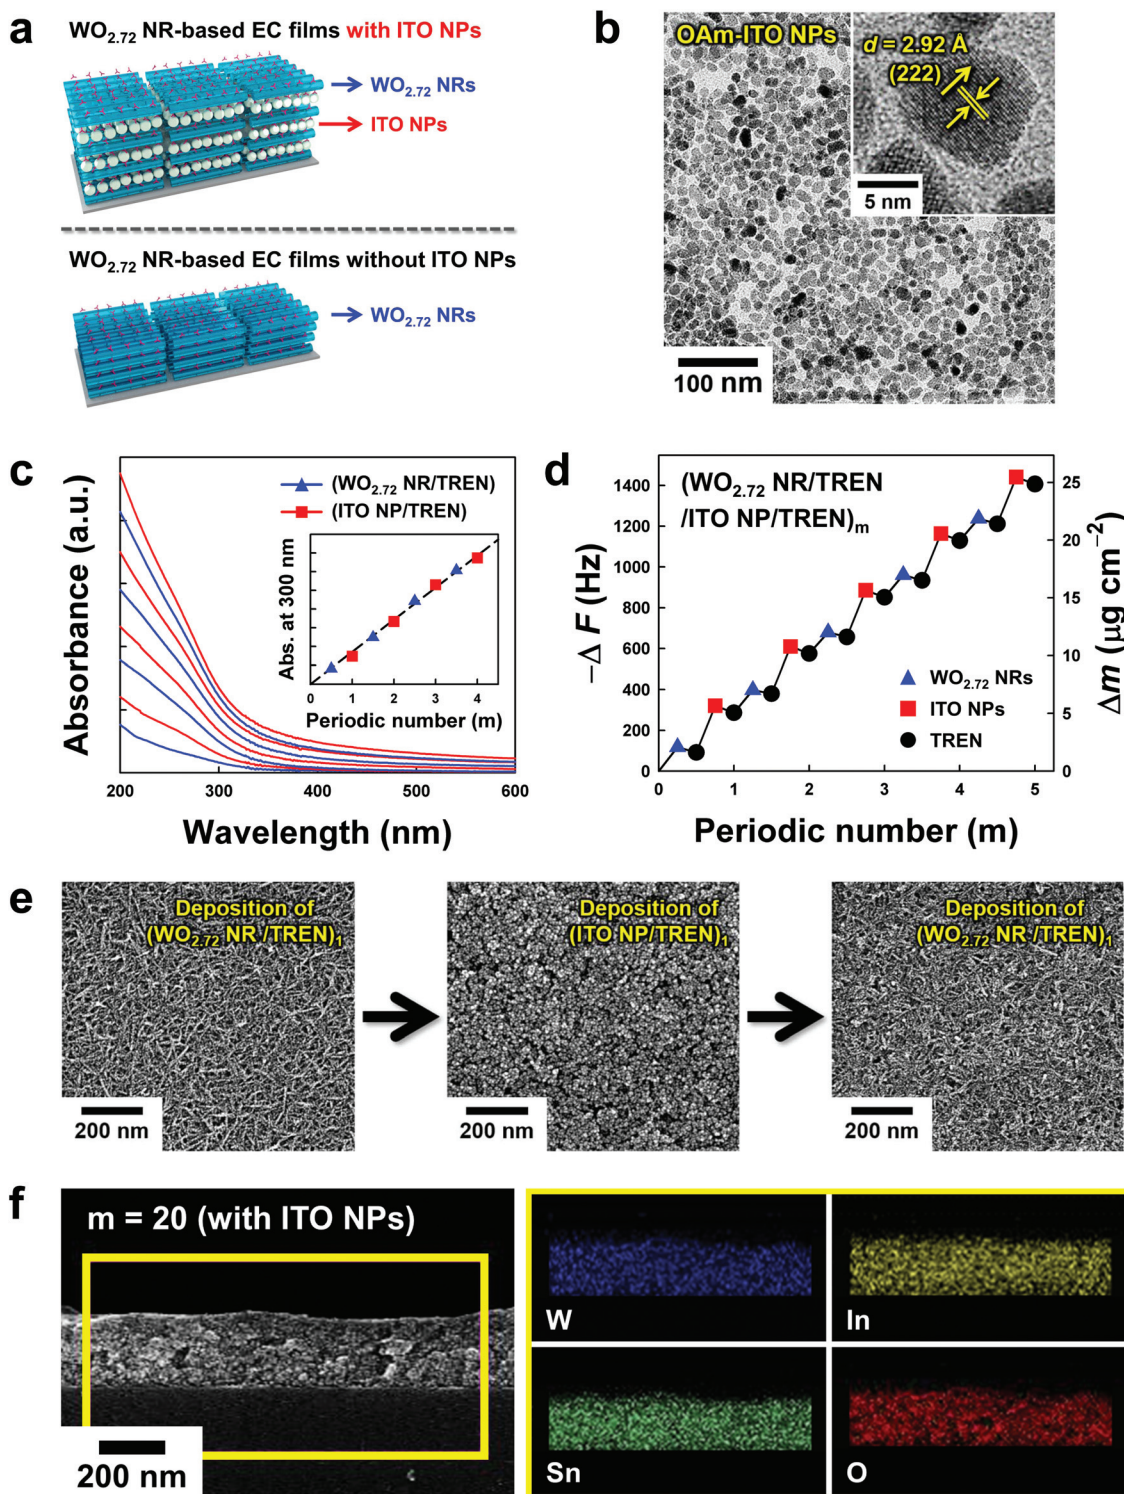 a
WO2.72 NR-based EC films with ITO NPs
WO2.72 NRs
ITO NPs
WO2.72 NR-based EC films without ITO NPs
WO2.72 NRs
b
OAm-ITO NPs
d = 2.92 Å
(222)
5 nm
100 nm
c
Absorbance (a.u.)
(WO2.72 NR/TREN)
(ITO NP/TREN)
Abs. at 300 nm
0 1 2 3 4
Periodic number (m)
200 300 400 500 600
Wavelength (nm)
d
(WO2.72 NR/TREN
/ITO NP/TREN)m
−Δ F (Hz)
1400
1200
1000
800
600
400
200
0
Δm (μg cm−2)
25
20
15
10
5
0
WO2.72 NRs
ITO NPs
TREN
0 1 2 3 4 5
Periodic number (m)
e
Deposition of
(WO2.72 NR /TREN)1
200 nm
Deposition of
(ITO NP/TREN)1
200 nm
Deposition of
(WO2.72 NR /TREN)1
200 nm
f
m = 20 (with ITO NPs)
200 nm
W
In
Sn
O